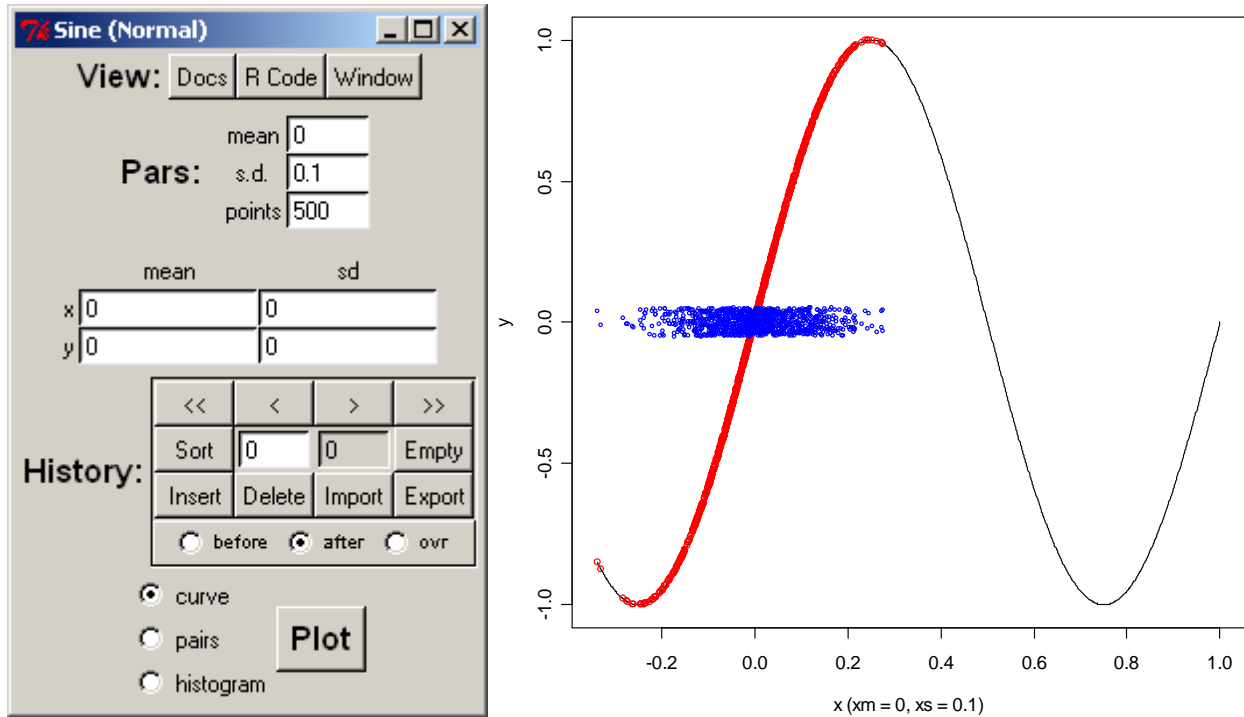 Sine (Normal)
View: Docs R Code Window
mean 0
Pars: s.d. 0.1
points 500
mean sd
x 0 0
y 0 0
<< < > >>
Sort 0 0 Empty
History:
Insert Delete Import Export
before after ovr
curve
pairs
Plot
histogram
1.0
0.5
0.0
-0.5
-1.0
y
-0.2 0.0 0.2 0.4 0.6 0.8 1.0
x (xm = 0, xs = 0.1)